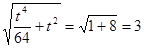 √(t⁴/64 + t²) = √(1+8) = 3